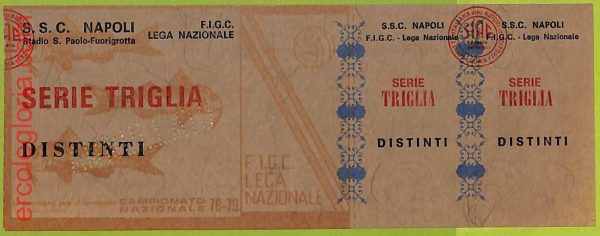 S. S. C. NAPOLI
Stadio S. Paolo-Fuorigrotta
F.I.G.C.
LEGA NAZIONALE
SERIE TRIGLIA
DISTINTI
F.I.G.C.
LEGA
NAZIONALE
CAMPIONATO
NAZIONALE 78-79
S.S.C. NAPOLI
F.I.G.C. - Lega Nazionale
SERIE
TRIGLIA
DISTINTI
S.S.C. NAPOLI
F.I.G.C. - Lega Nazionale
SERIE
TRIGLIA
DISTINTI